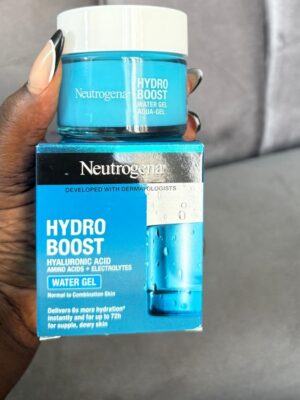 HYDRO
BOOST
Neutrogena
WATER GEL
AQUA-GEL
Neutrogena
DEVELOPED WITH DERMATOLOGISTS
HYDRO
BOOST
HYALURONIC ACID
AMINO ACIDS + ELECTROLYTES
WATER GEL
Normal to Combination Skin
Delivers 6x more hydration†
instantly and for up to 72h
for supple, dewy skin